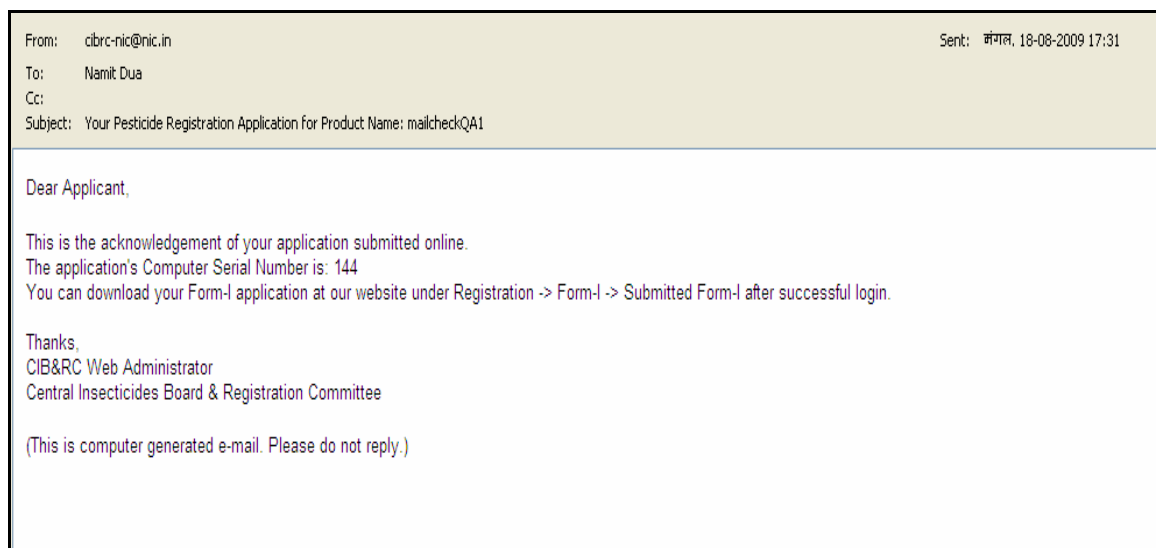 From: cibrc-nic@nic.in Sent: मंगल, 18-08-2009 17:31
To: Namit Dua
Cc:
Subject: Your Pesticide Registration Application for Product Name: mailcheckQA1
Dear Applicant,
This is the acknowledgement of your application submitted online.
The application's Computer Serial Number is: 144
You can download your Form-I application at our website under Registration -> Form-I -> Submitted Form-I after successful login.
Thanks,
CIB&RC Web Administrator
Central Insecticides Board & Registration Committee
(This is computer generated e-mail. Please do not reply.)